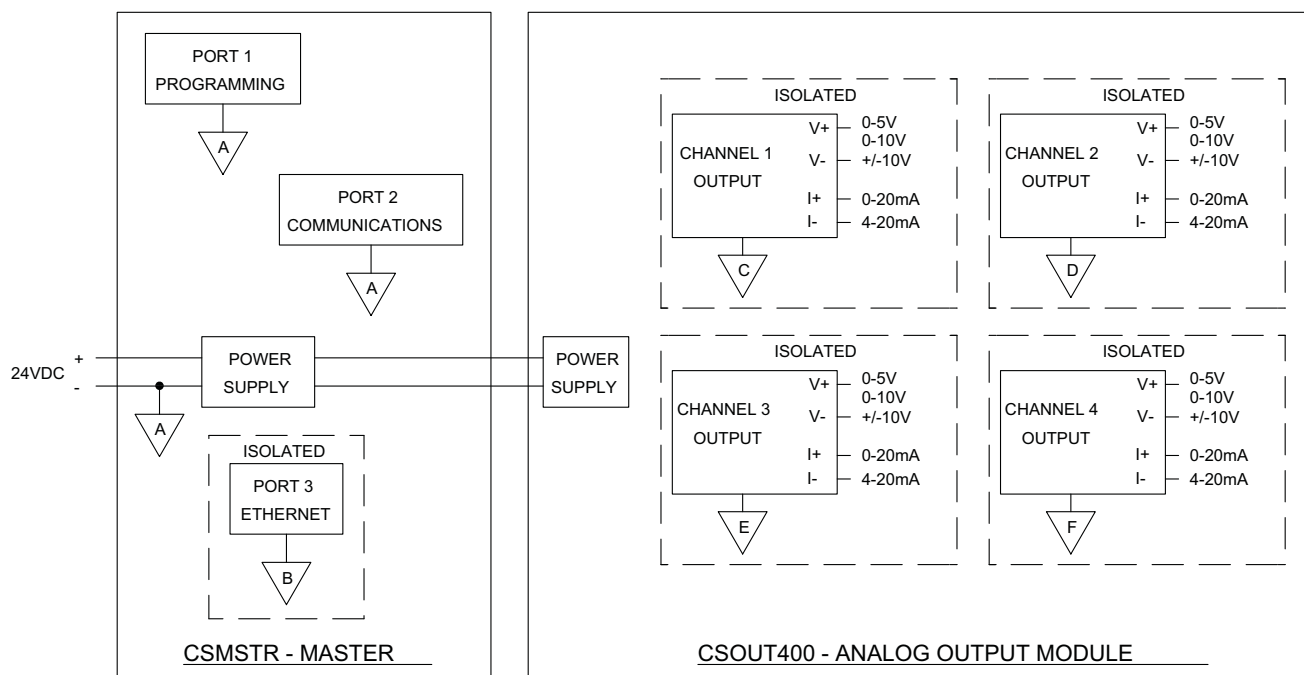 PORT 1
PROGRAMMING
A
PORT 2
COMMUNICATIONS
A
24VDC
+
-
POWER
SUPPLY
A
ISOLATED
PORT 3
ETHERNET
B
CSMSTR - MASTER
POWER
SUPPLY
ISOLATED
CHANNEL 1
OUTPUT
V+ 0-5V
0-10V
V- +/-10V
I+ 0-20mA
I- 4-20mA
C
ISOLATED
CHANNEL 2
OUTPUT
V+ 0-5V
0-10V
V- +/-10V
I+ 0-20mA
I- 4-20mA
D
ISOLATED
CHANNEL 3
OUTPUT
V+ 0-5V
0-10V
V- +/-10V
I+ 0-20mA
I- 4-20mA
E
ISOLATED
CHANNEL 4
OUTPUT
V+ 0-5V
0-10V
V- +/-10V
I+ 0-20mA
I- 4-20mA
F
CSOUT400 - ANALOG OUTPUT MODULE